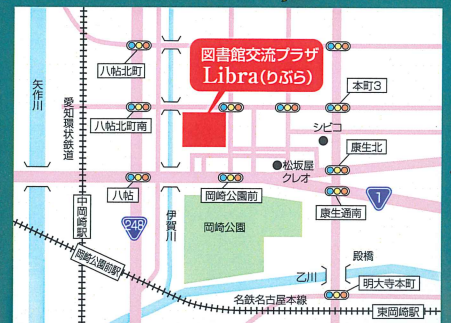 図書館交流プラザ
Libra(りぶら)
八帖北町
矢作川
愛知環状鉄道
八帖北町南
本町3
シビコ
康生北
松坂屋
クレオ
八帖
岡崎公園前
1
248
康生通南
中岡崎駅
伊賀川
岡崎公園
岡崎公園前駅
殿橋
乙川
明大寺本町
名鉄名古屋本線
東岡崎駅